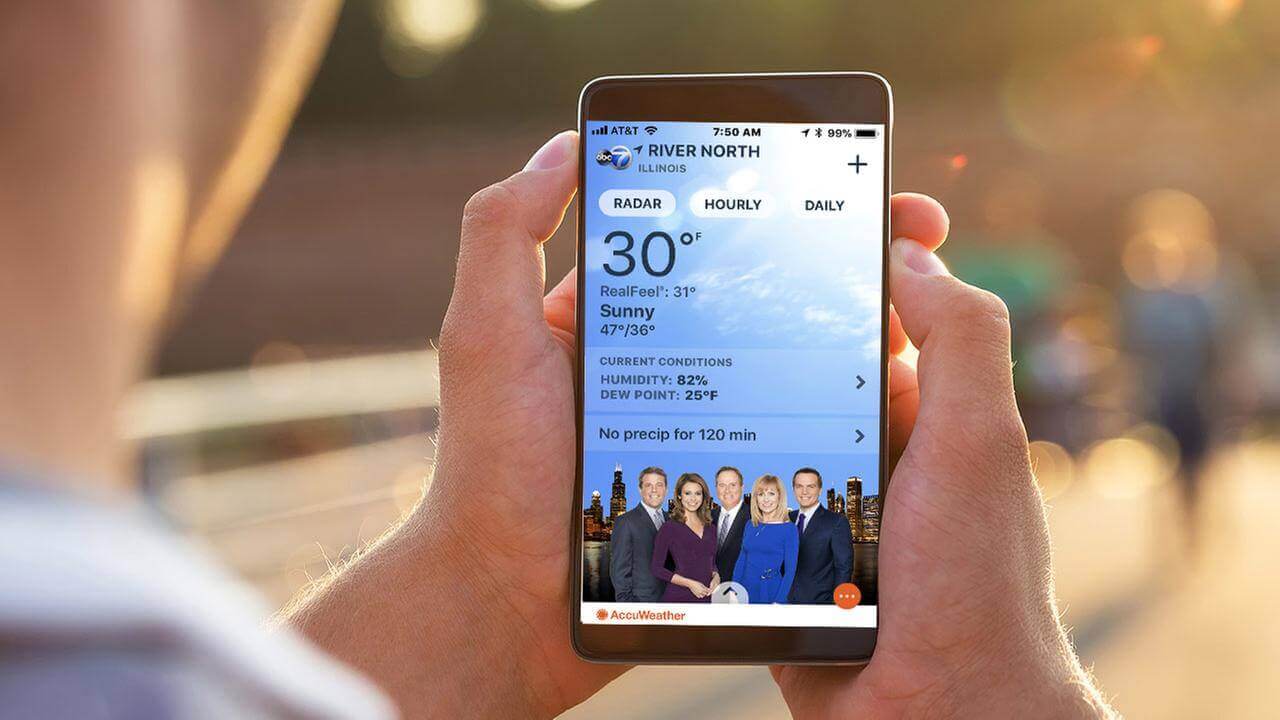 AT&T 7:50 AM 99%
abc 7 RIVER NORTH
ILLINOIS
+
RADAR HOURLY DAILY
30°F
RealFeel®: 31°
Sunny
47°/36°
CURRENT CONDITIONS
HUMIDITY: 82%
DEW POINT: 25°F
No precip for 120 min
AccuWeather